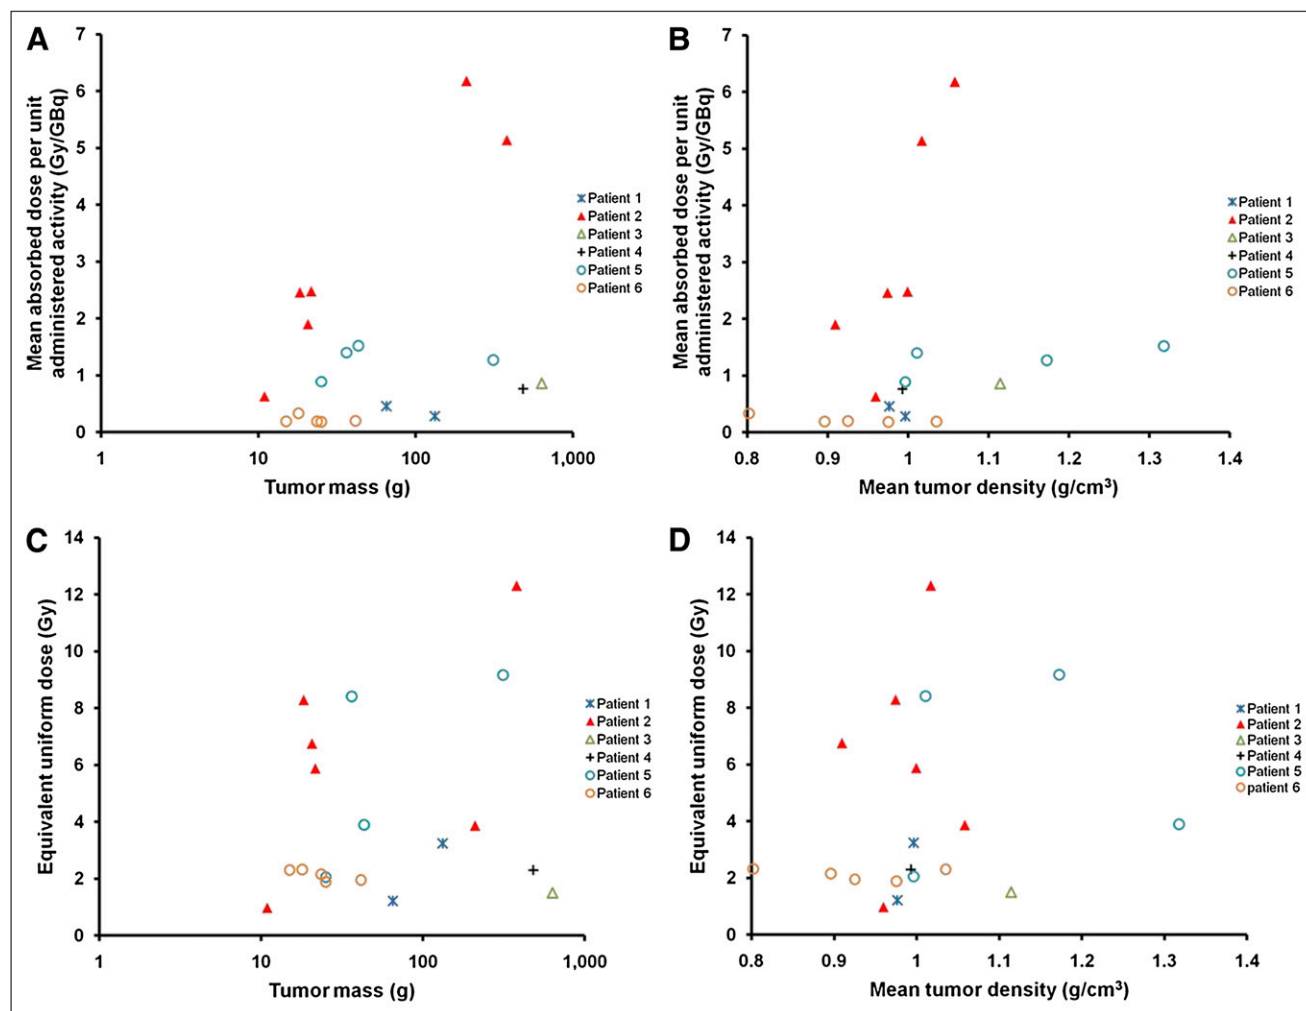 A
Mean absorbed dose per unit
administered activity (Gy/GBq)
7
6
5
4
3
2
1
0
1
10
100
1,000
Tumor mass (g)
Patient 1
Patient 2
Patient 3
Patient 4
Patient 5
Patient 6
B
Mean absorbed dose per unit
administered activity (Gy/GBq)
7
6
5
4
3
2
1
0
0.8
0.9
1
1.1
1.2
1.3
1.4
Mean tumor density (g/cm³)
Patient 1
Patient 2
Patient 3
Patient 4
Patient 5
Patient 6
C
Equivalent uniform dose (Gy)
14
12
10
8
6
4
2
0
1
10
100
1,000
Tumor mass (g)
Patient 1
Patient 2
Patient 3
Patient 4
Patient 5
Patient 6
D
Equivalent uniform dose (Gy)
14
12
10
8
6
4
2
0
0.8
0.9
1
1.1
1.2
1.3
1.4
Mean tumor density (g/cm³)
Patient 1
Patient 2
Patient 3
Patient 4
Patient 5
patient 6